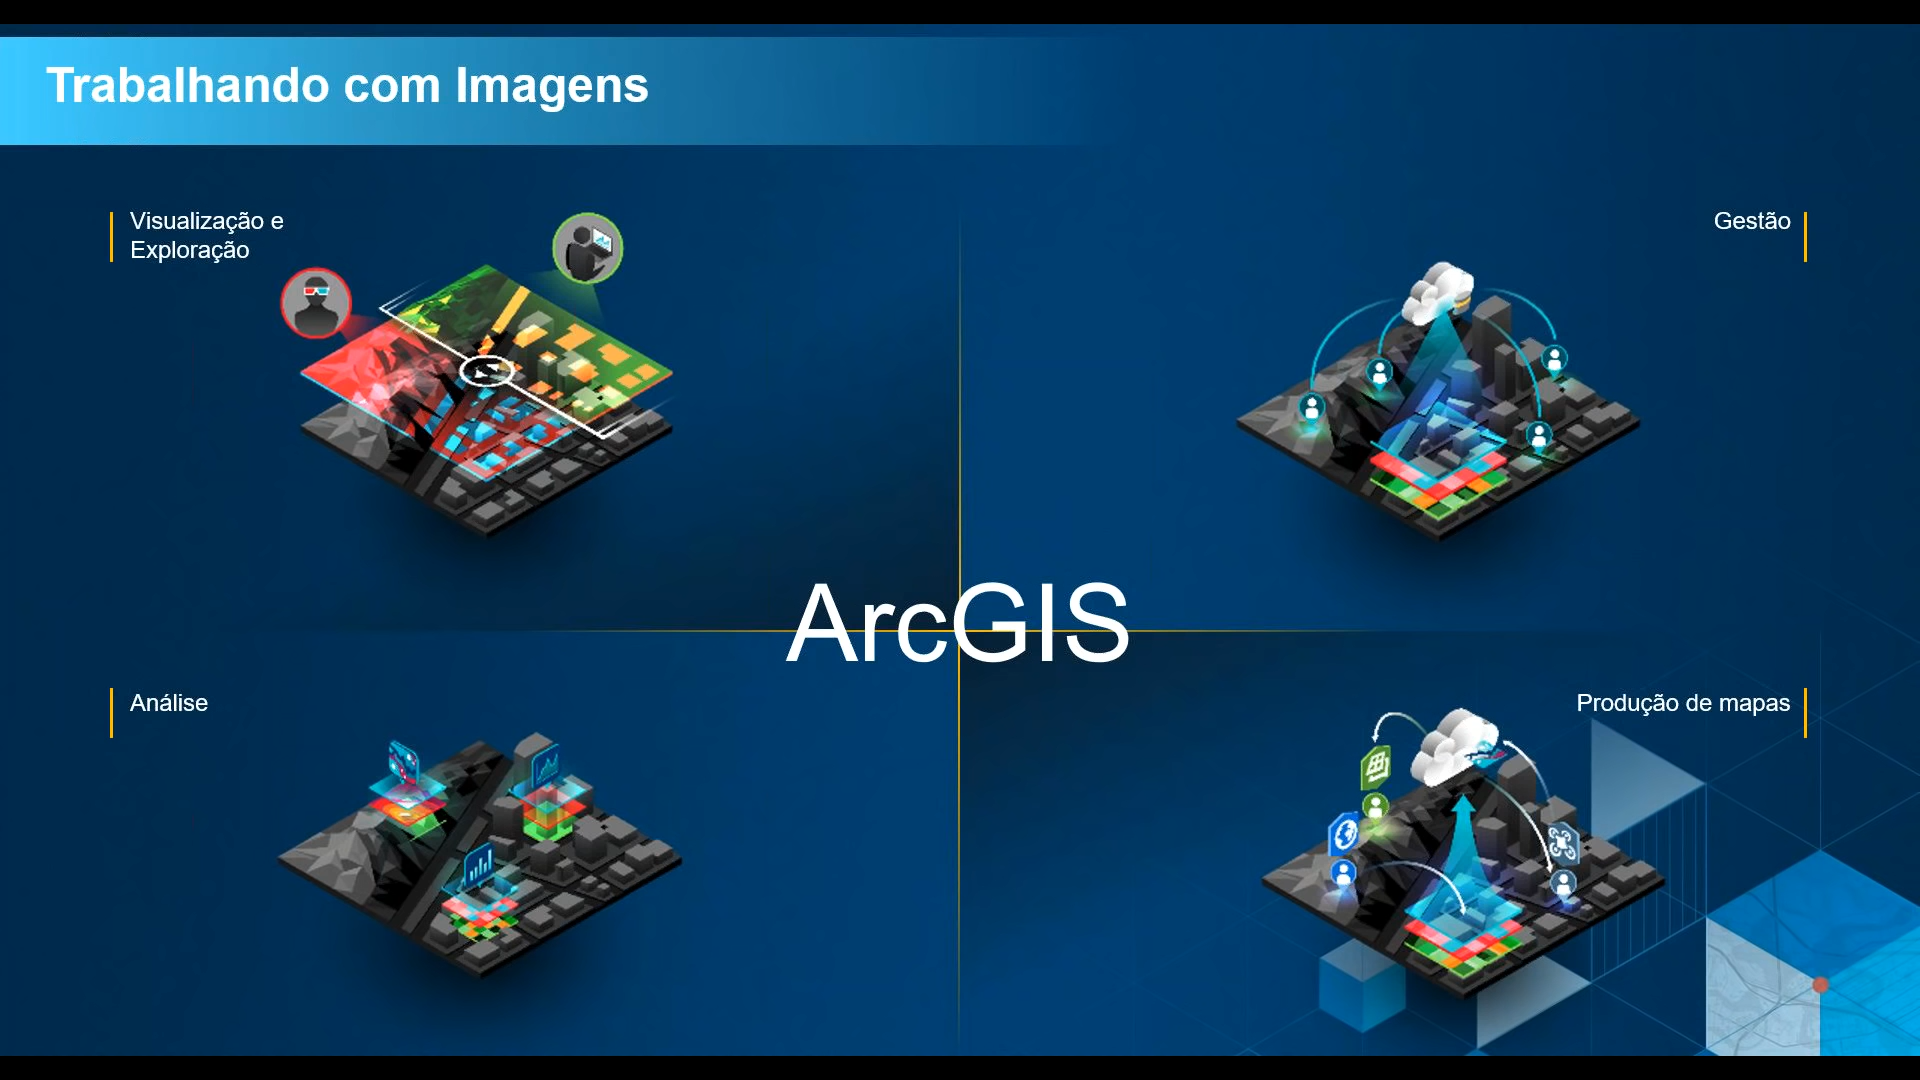 Trabalhando com Imagens
Visualização e
Exploração
Gestão
ArcGIS
Análise
Produção de mapas